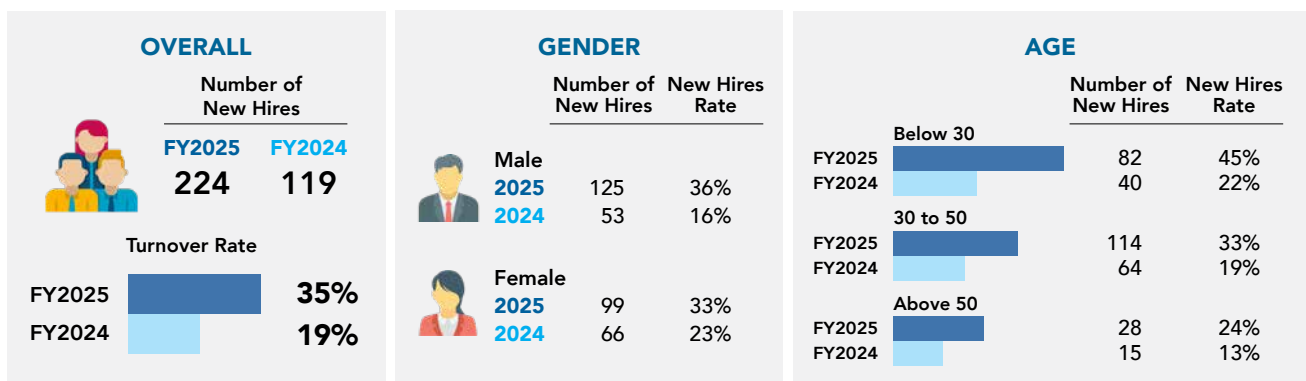 OVERALL
Number of
New Hires
FY2025 FY2024
224 119
Turnover Rate
FY2025 35%
FY2024 19%
GENDER
Number of New Hires
New Hires Rate
Male
2025 125 36%
2024 53 16%
Female
2025 99 33%
2024 66 23%
AGE
Number of New Hires
New Hires Rate
Below 30
FY2025 82 45%
FY2024 40 22%
30 to 50
FY2025 114 33%
FY2024 64 19%
Above 50
FY2025 28 24%
FY2024 15 13%